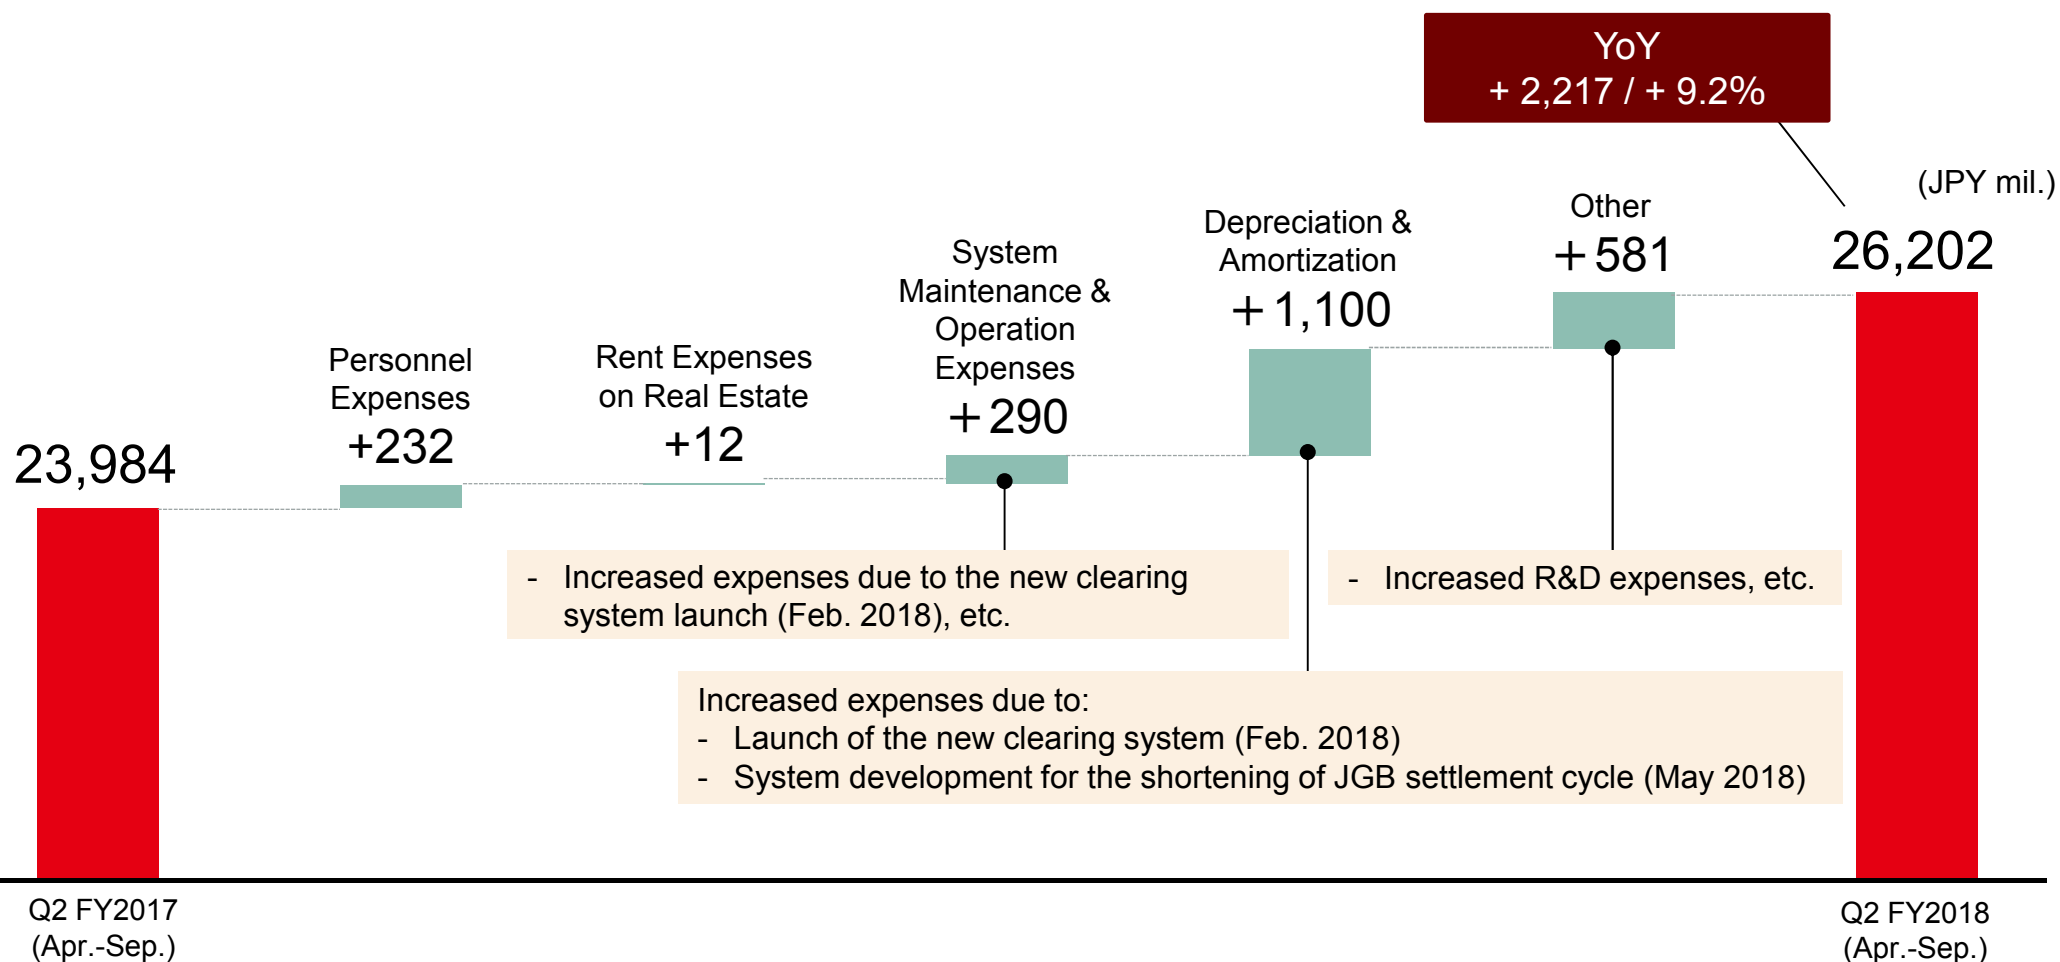 YoY
+ 2,217 / + 9.2%
(JPY mil.)
23,984
Personnel
Expenses
+232
Rent Expenses
on Real Estate
+12
System
Maintenance &
Operation
Expenses
+290
Depreciation &
Amortization
+1,100
Other
+581
26,202
- Increased expenses due to the new clearing
system launch (Feb. 2018), etc.
- Increased R&D expenses, etc.
Increased expenses due to:
- Launch of the new clearing system (Feb. 2018)
- System development for the shortening of JGB settlement cycle (May 2018)
Q2 FY2017
(Apr.-Sep.)
Q2 FY2018
(Apr.-Sep.)